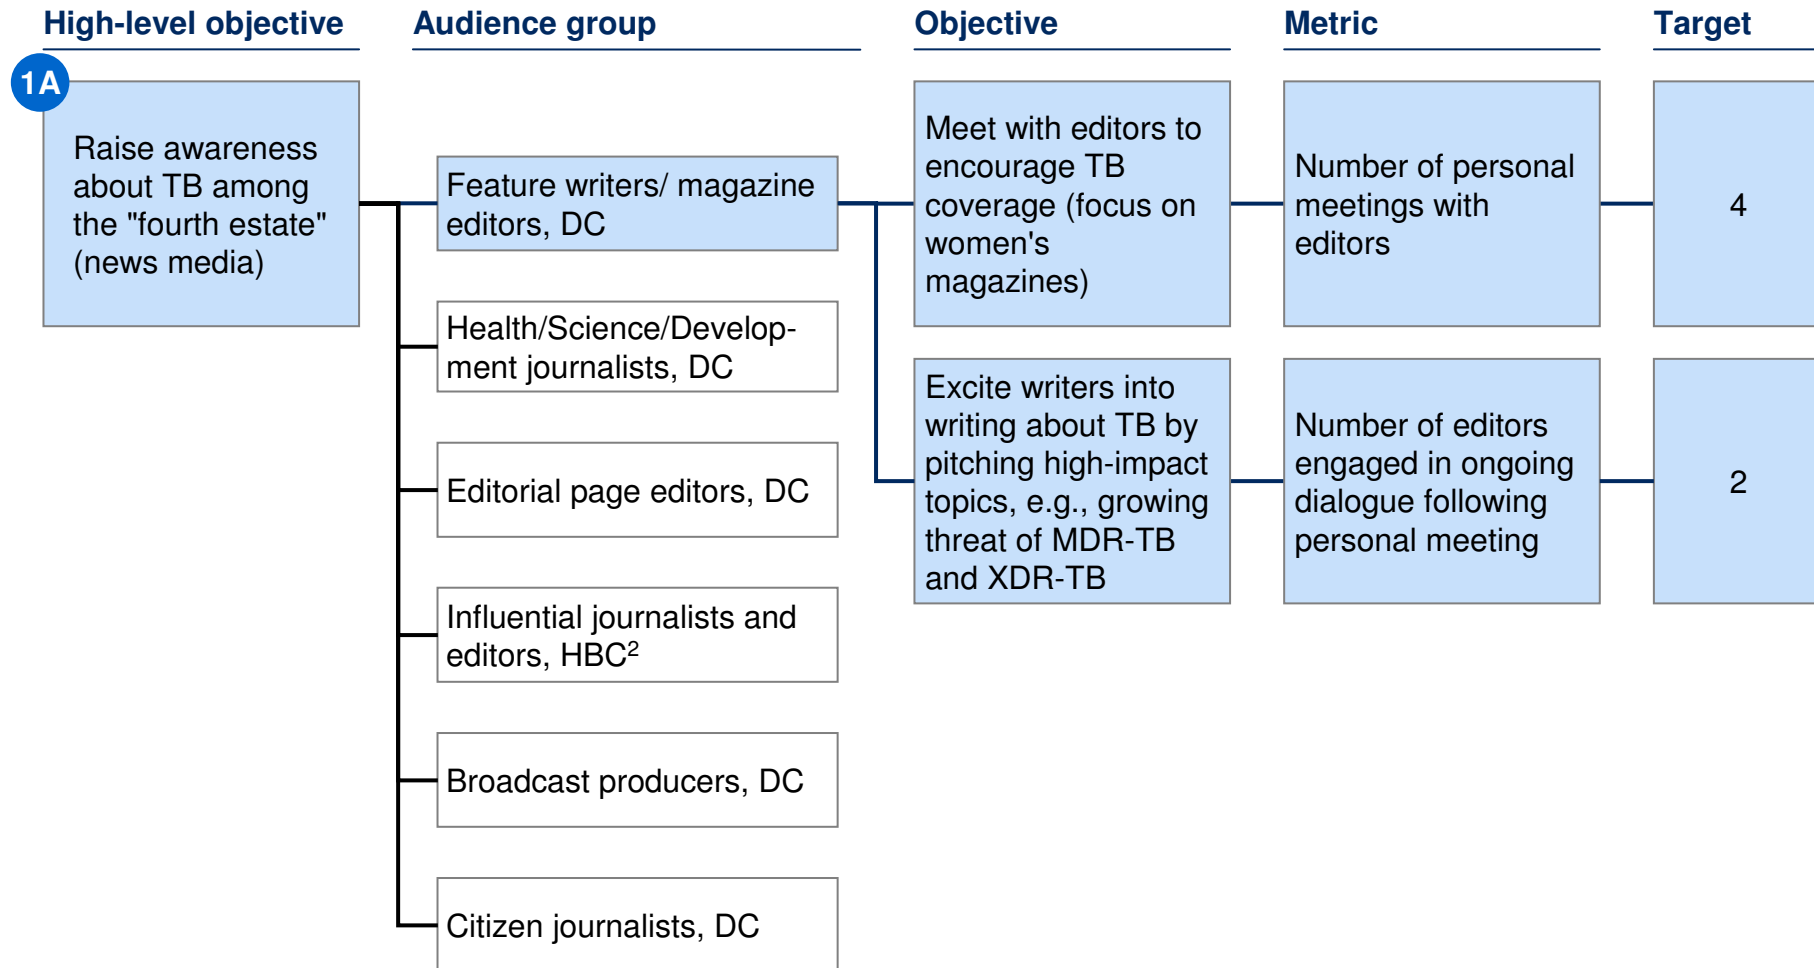 High-level objective
Audience group
Objective
Metric
Target
1A
Raise awareness
about TB among
the "fourth estate"
(news media)
Feature writers/ magazine
editors, DC
Health/Science/Develop-
ment journalists, DC
Editorial page editors, DC
Influential journalists and
editors, HBC²
Broadcast producers, DC
Citizen journalists, DC
Meet with editors to
encourage TB
coverage (focus on
women's
magazines)
Number of personal
meetings with
editors
4
Excite writers into
writing about TB by
pitching high-impact
topics, e.g., growing
threat of MDR-TB
and XDR-TB
Number of editors
engaged in ongoing
dialogue following
personal meeting
2